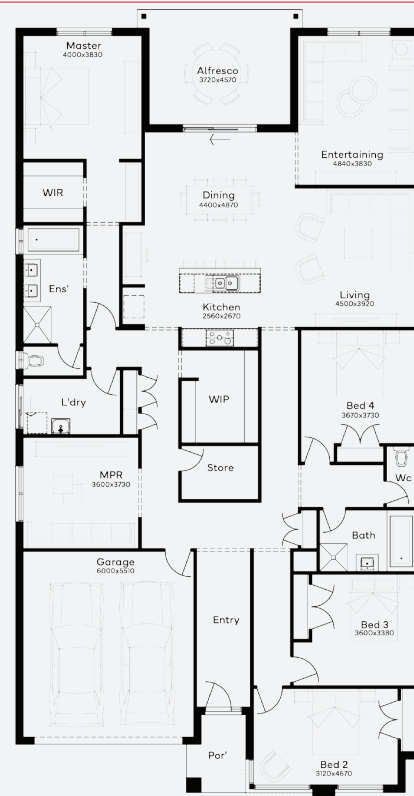 Master
4000x3830
Alfresco
3720x4570
Entertaining
4840x3830
WIR
Dining
4400x4870
Ens'
Kitchen
2560x2670
Living
4500x3920
L'dry
WIP
Bed 4
3670x3730
MPR
3600x3730
Store
Wc
Bath
Garage
6000x5510
Entry
Bed 3
3600x3380
Por'
Bed 2
3120x4670